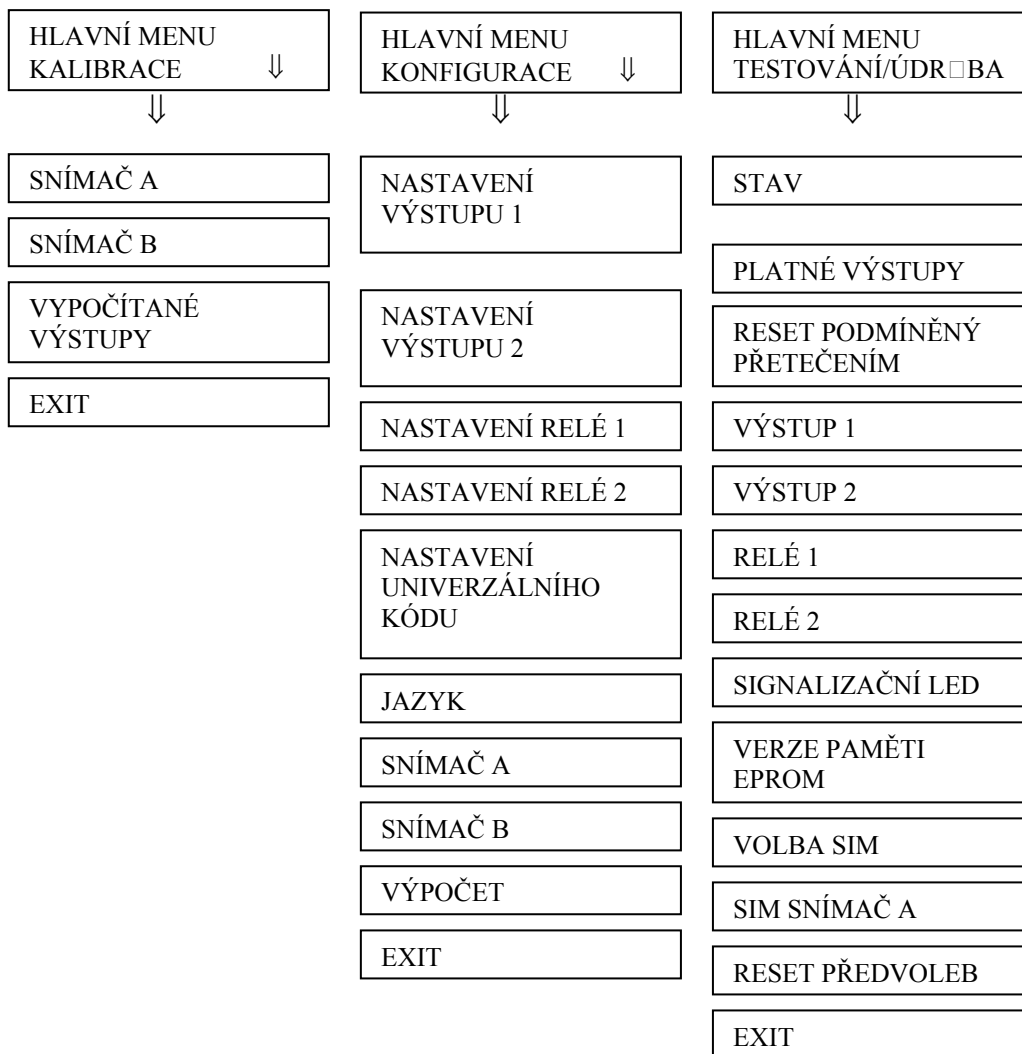 HLAVNÍ MENU
KALIBRACE ⇓
⇓
SNÍMAČ A
SNÍMAČ B
VYPOČÍTANÉ
VÝSTUPY
EXIT
HLAVNÍ MENU
KONFIGURACE ⇓
⇓
NASTAVENÍ
VÝSTUPU 1
NASTAVENÍ
VÝSTUPU 2
NASTAVENÍ RELÉ 1
NASTAVENÍ RELÉ 2
NASTAVENÍ
UNIVERZÁLNÍHO
KÓDU
JAZYK
SNÍMAČ A
SNÍMAČ B
VÝPOČET
EXIT
HLAVNÍ MENU
TESTOVÁNÍ/ÚDR□BA
⇓
STAV
PLATNÉ VÝSTUPY
RESET PODMÍNĚNÝ
PŘETEČENÍM
VÝSTUP 1
VÝSTUP 2
RELÉ 1
RELÉ 2
SIGNALIZAČNÍ LED
VERZE PAMĚTI
EPROM
VOLBA SIM
SIM SNÍMAČ A
RESET PŘEDVOLEB
EXIT